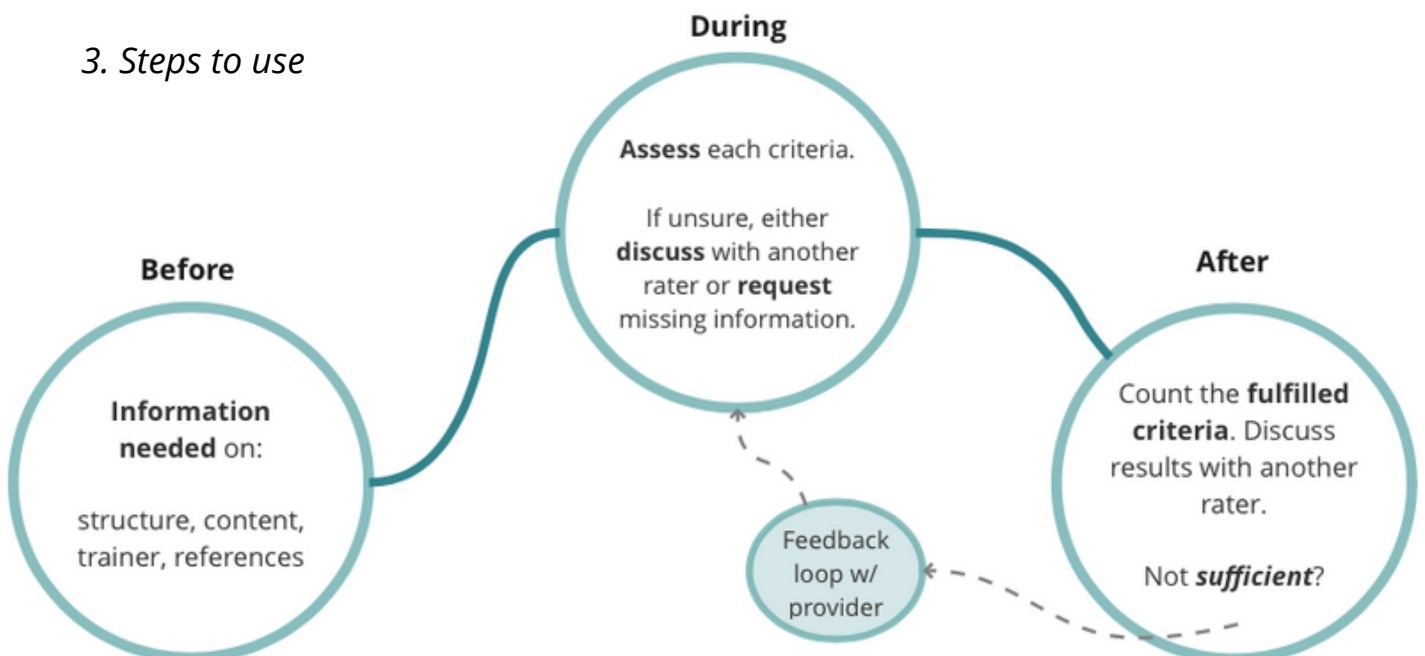 3. Steps to use
Before
Information
needed on:
structure, content,
trainer, references
During
Assess each criteria.
If unsure, either
discuss with another
rater or request
missing information.
After
Count the fulfilled
criteria. Discuss
results with another
rater.
Not sufficient?
Feedback
loop w/
provider